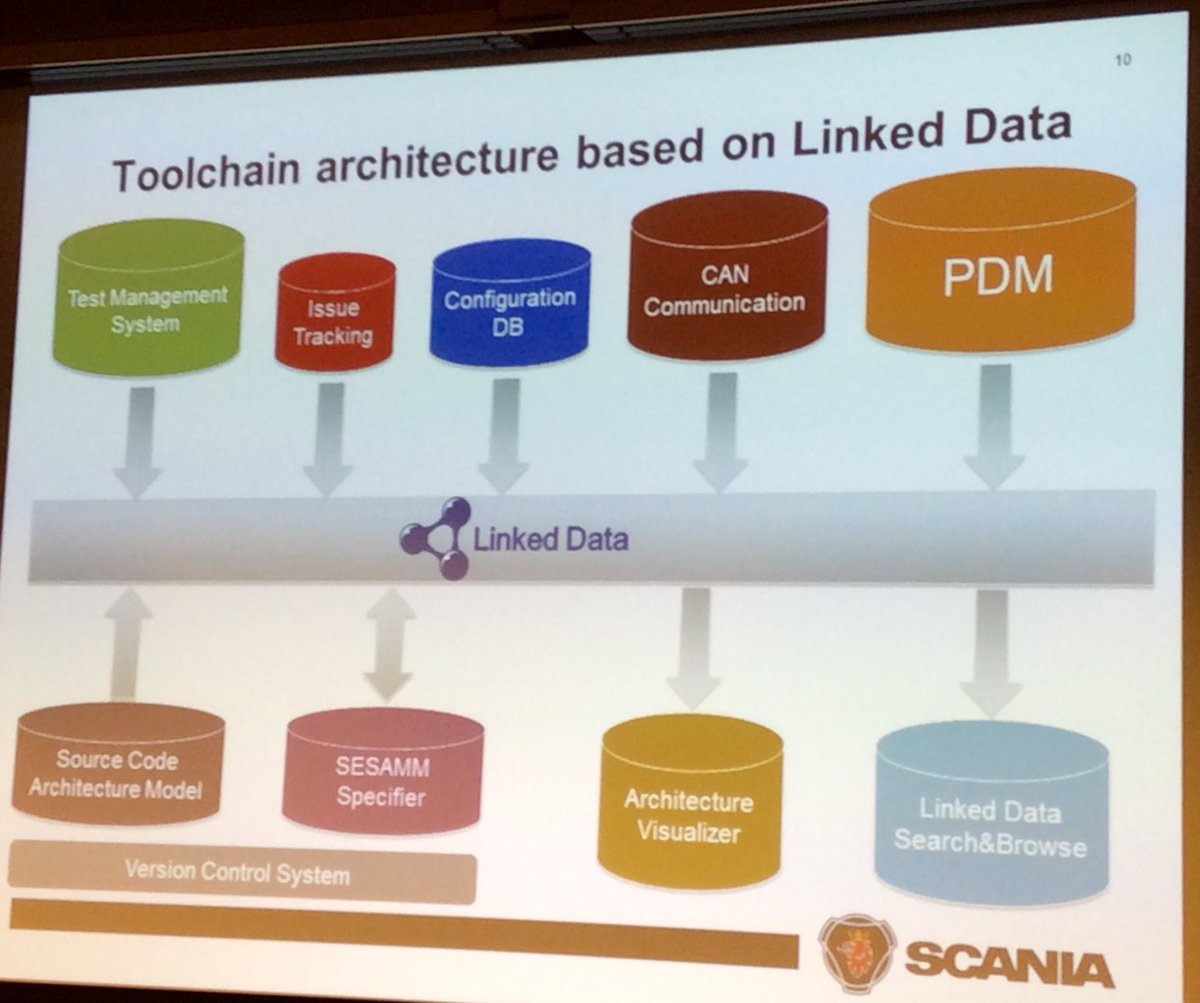 10
Toolchain architecture based on Linked Data
Test Management
System
Issue
Tracking
Configuration
DB
CAN
Communication
PDM
Linked Data
Source Code
Architecture Model
SESAMM
Specifier
Architecture
Visualizer
Linked Data
Search&Browse
Version Control System
SCANIA